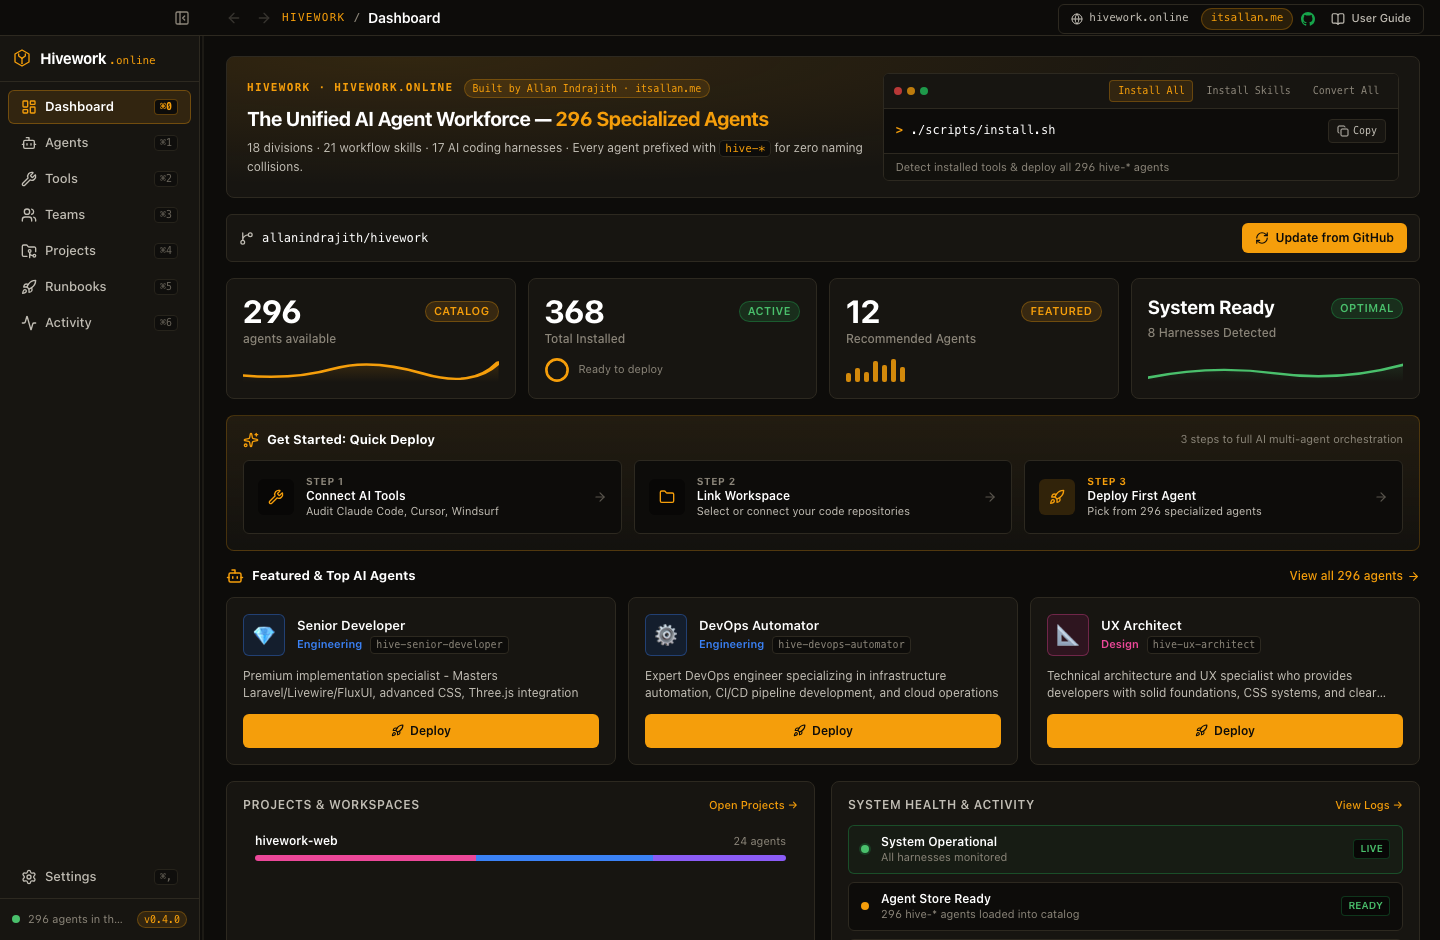 HIVEWORK / Dashboard
hivework.online
itsallan.me
User Guide
Hivework .online
Dashboard ⌘0
Agents ⌘1
Tools ⌘2
Teams ⌘3
Projects ⌘4
Runbooks ⌘5
Activity ⌘6
Settings ⌘,
296 agents in th... v0.4.0
HIVEWORK · HIVEWORK.ONLINE Built by Allan Indrajith · itsallan.me
The Unified AI Agent Workforce — 296 Specialized Agents
18 divisions · 21 workflow skills · 17 AI coding harnesses · Every agent prefixed with hive-* for zero naming
collisions.
Install All Install Skills Convert All
> ./scripts/install.sh Copy
Detect installed tools & deploy all 296 hive-* agents
allanindrajith/hivework Update from GitHub
296 CATALOG
agents available
368 ACTIVE
Total Installed
Ready to deploy
12 FEATURED
Recommended Agents
System Ready OPTIMAL
8 Harnesses Detected
Get Started: Quick Deploy 3 steps to full AI multi-agent orchestration
STEP 1
Connect AI Tools
Audit Claude Code, Cursor, Windsurf
STEP 2
Link Workspace
Select or connect your code repositories
STEP 3
Deploy First Agent
Pick from 296 specialized agents
Featured & Top AI Agents View all 296 agents →
Senior Developer
Engineering hive-senior-developer
Premium implementation specialist - Masters
Laravel/Livewire/FluxUI, advanced CSS, Three.js integration
Deploy
DevOps Automator
Engineering hive-devops-automator
Expert DevOps engineer specializing in infrastructure
automation, CI/CD pipeline development, and cloud operations
Deploy
UX Architect
Design hive-ux-architect
Technical architecture and UX specialist who provides
developers with solid foundations, CSS systems, and clear...
Deploy
PROJECTS & WORKSPACES Open Projects →
hivework-web 24 agents
SYSTEM HEALTH & ACTIVITY View Logs →
System Operational LIVE
All harnesses monitored
Agent Store Ready READY
296 hive-* agents loaded into catalog